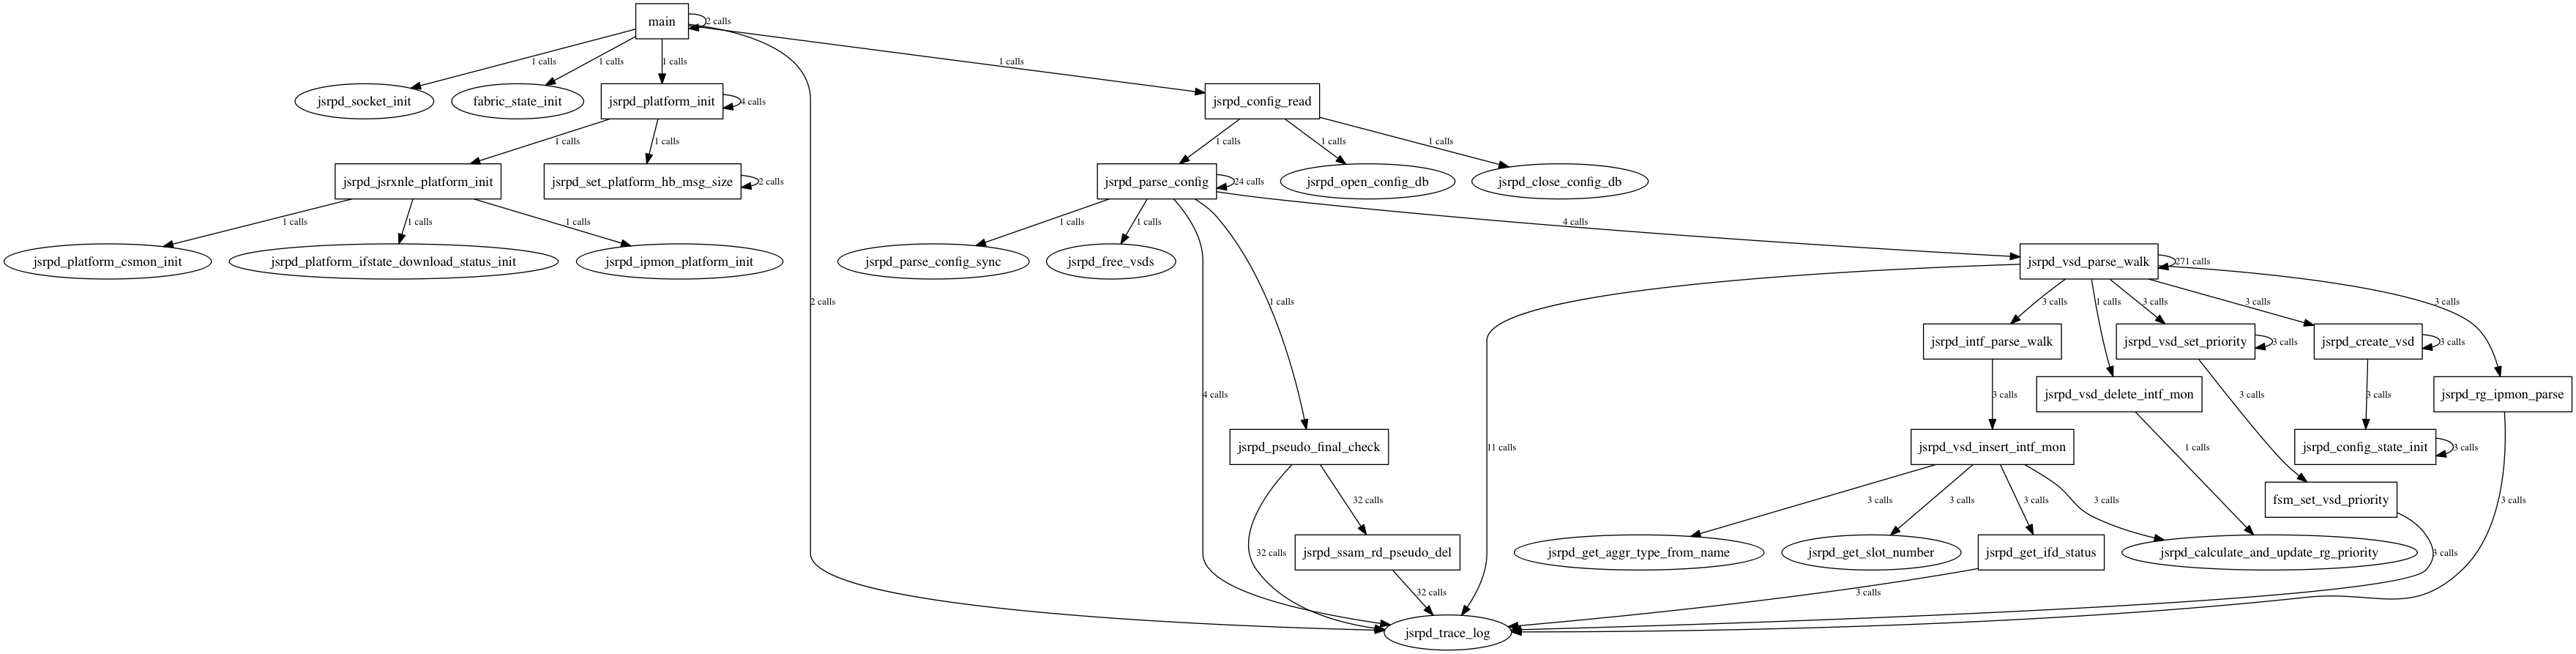 main
2 calls
1 calls
1 calls
1 calls
1 calls
jsrpd_socket_init
fabric_state_init
jsrpd_platform_init
4 calls
jsrpd_config_read
1 calls
1 calls
1 calls
1 calls
1 calls
jsrpd_jsrxnle_platform_init
jsrpd_set_platform_hb_msg_size
2 calls
jsrpd_parse_config
24 calls
jsrpd_open_config_db
jsrpd_close_config_db
1 calls
1 calls
1 calls
1 calls
1 calls
4 calls
jsrpd_platform_csmon_init
jsrpd_platform_ifstate_download_status_init
jsrpd_ipmon_platform_init
jsrpd_parse_config_sync
jsrpd_free_vsds
jsrpd_vsd_parse_walk
271 calls
2 calls
1 calls
3 calls
1 calls
3 calls
3 calls
3 calls
jsrpd_intf_parse_walk
jsrpd_vsd_set_priority
3 calls
jsrpd_create_vsd
3 calls
4 calls
3 calls
jsrpd_vsd_delete_intf_mon
3 calls
3 calls
jsrpd_rg_ipmon_parse
jsrpd_pseudo_final_check
11 calls
jsrpd_vsd_insert_intf_mon
1 calls
jsrpd_config_state_init
3 calls
32 calls
3 calls
3 calls
3 calls
3 calls
fsm_set_vsd_priority
3 calls
32 calls
jsrpd_ssam_rd_pseudo_del
jsrpd_get_aggr_type_from_name
jsrpd_get_slot_number
jsrpd_get_ifd_status
jsrpd_calculate_and_update_rg_priority
3 calls
32 calls
3 calls
jsrpd_trace_log